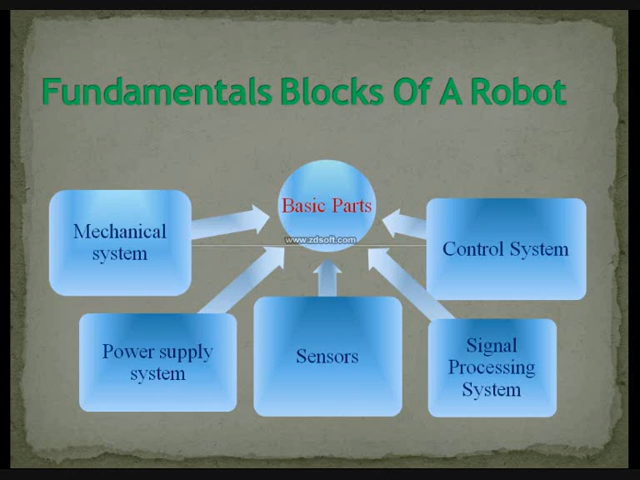 Fundamentals Blocks Of A Robot
Basic Parts
www.zdsoft.com
Mechanical
system
Control System
Power supply
system
Sensors
Signal
Processing
System